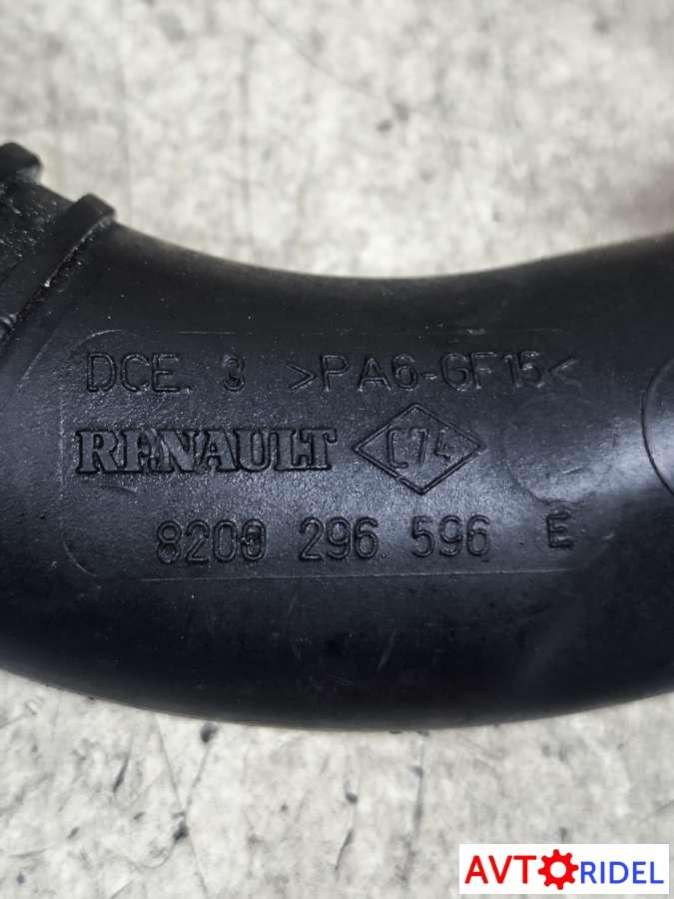 DCE. 3 >PA6-GF15<
RENAULT C74
8200 296 596 E
AVTORIDEL